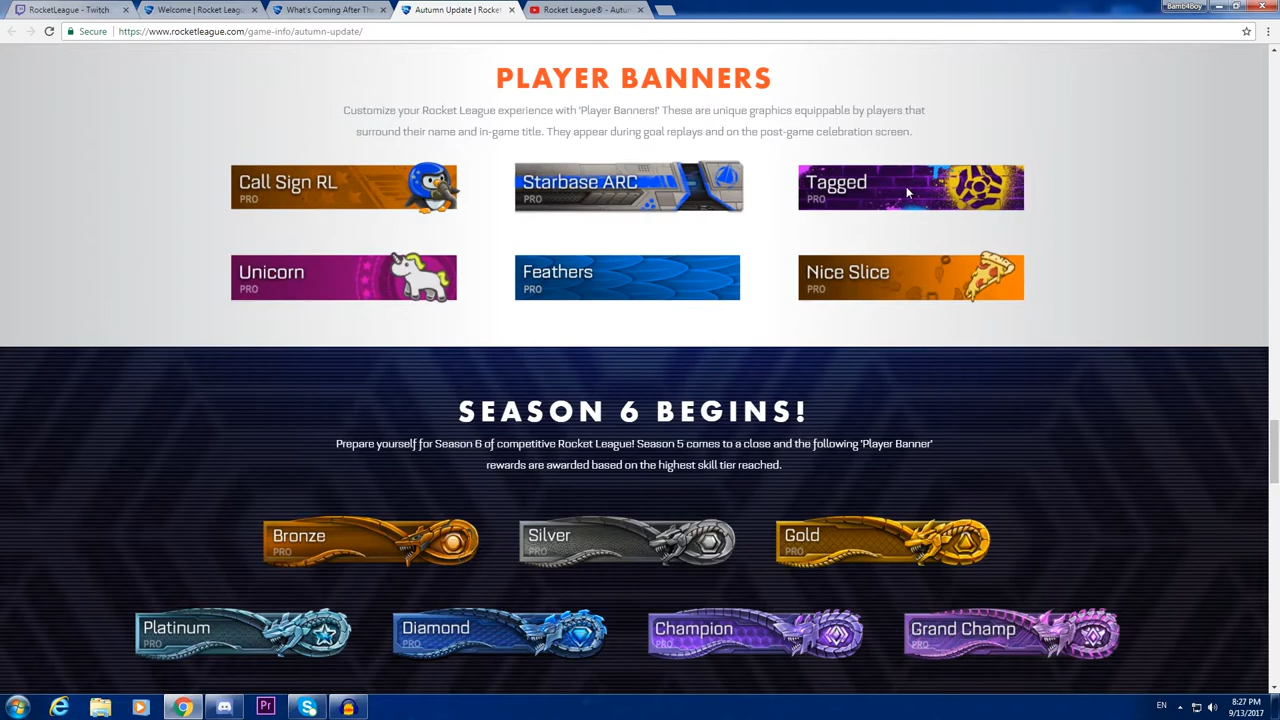 RocketLeague - Twitch
Welcome | Rocket Leagu
What's Coming After The
Autumn Update | Rocket
Rocket League® - Autum
Bamb4Boy
Secure
https://www.rocketleague.com/game-info/autumn-update/
PLAYER BANNERS
Customize your Rocket League experience with 'Player Banners!' These are unique graphics equippable by players that
surround their name and in-game title. They appear during goal replays and on the post-game celebration screen.
Call Sign RL
PRO
Starbase ARC
PRO
Tagged
PRO
Unicorn
PRO
Feathers
PRO
Nice Slice
PRO
SEASON 6 BEGINS!
Prepare yourself for Season 6 of competitive Rocket League! Season 5 comes to a close and the following 'Player Banner'
rewards are awarded based on the highest skill tier reached.
Bronze
PRO
Silver
PRO
Gold
PRO
Platinum
PRO
Diamond
PRO
Champion
PRO
Grand Champ
PRO
Pr
EN
8:27 PM
9/13/2017